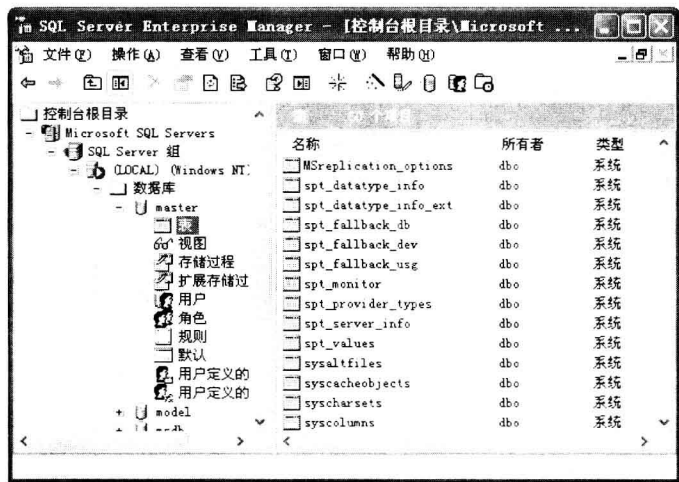 SQL Server Enterprise Manager - [控制台根目录\Microsoft ...
文件(F) 操作(A) 查看(V) 工具(T) 窗口(W) 帮助(H)
控制台根目录
Microsoft SQL Servers
SQL Server 组
(LOCAL) (Windows NT)
数据库
master
表
视图
存储过程
扩展存储过
用户
角色
规则
默认
用户定义的
用户定义的
model
名称 所有者 类型
MSreplication_options dbo 系统
spt_datatype_info dbo 系统
spt_datatype_info_ext dbo 系统
spt_fallback_db dbo 系统
spt_fallback_dev dbo 系统
spt_fallback_usg dbo 系统
spt_monitor dbo 系统
spt_provider_types dbo 系统
spt_server_info dbo 系统
spt_values dbo 系统
sysaltfiles dbo 系统
syscacheobjects dbo 系统
syscharsets dbo 系统
syscolumns dbo 系统